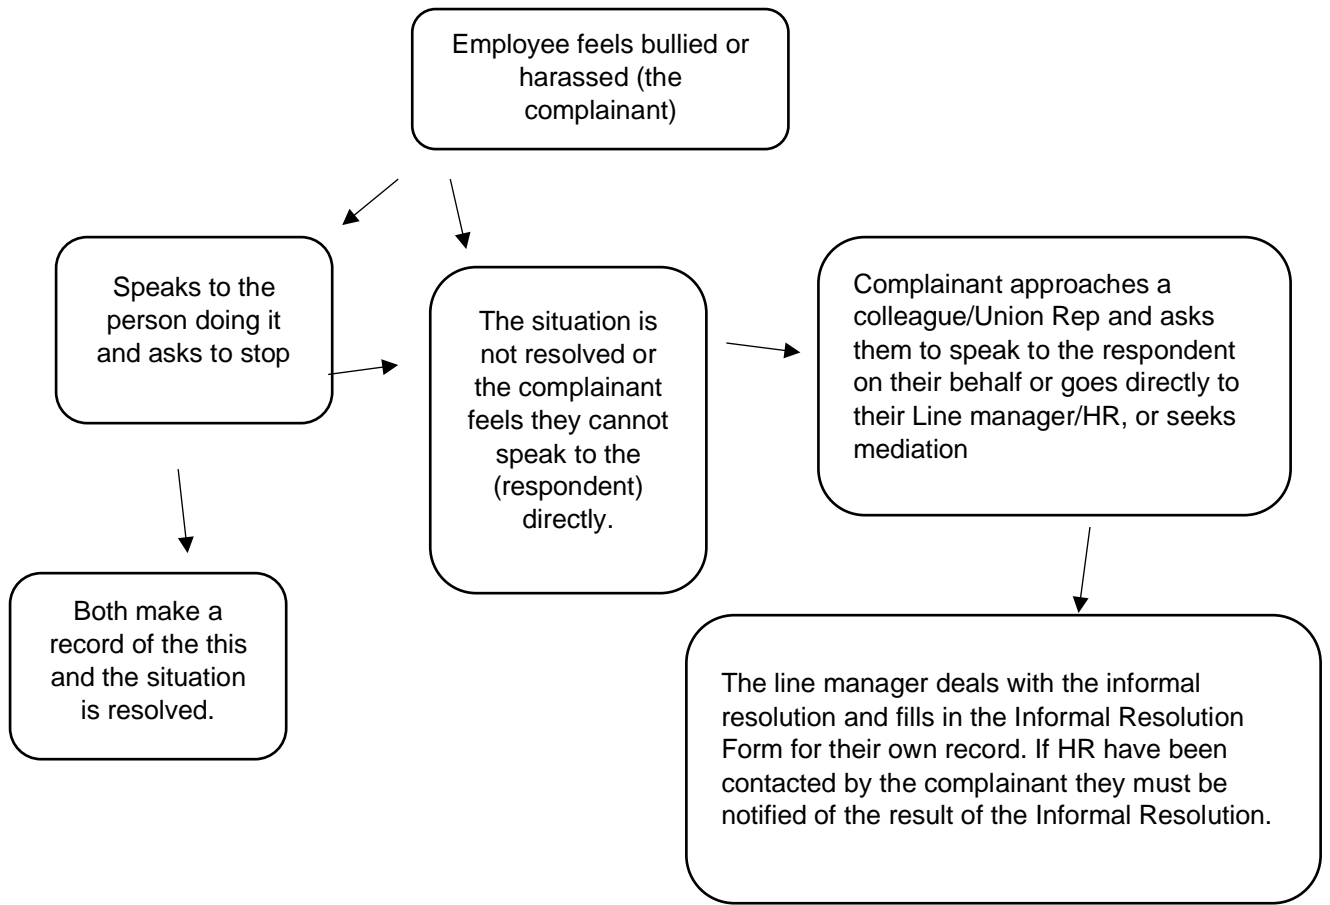 Employee feels bullied or
harassed (the
complainant)
Speaks to the
person doing it
and asks to stop
The situation is
not resolved or
the complainant
feels they cannot
speak to the
(respondent)
directly.
Complainant approaches a
colleague/Union Rep and asks
them to speak to the respondent
on their behalf or goes directly to
their Line manager/HR, or seeks
mediation
Both make a
record of the this
and the situation
is resolved.
The line manager deals with the informal
resolution and fills in the Informal Resolution
Form for their own record. If HR have been
contacted by the complainant they must be
notified of the result of the Informal Resolution.